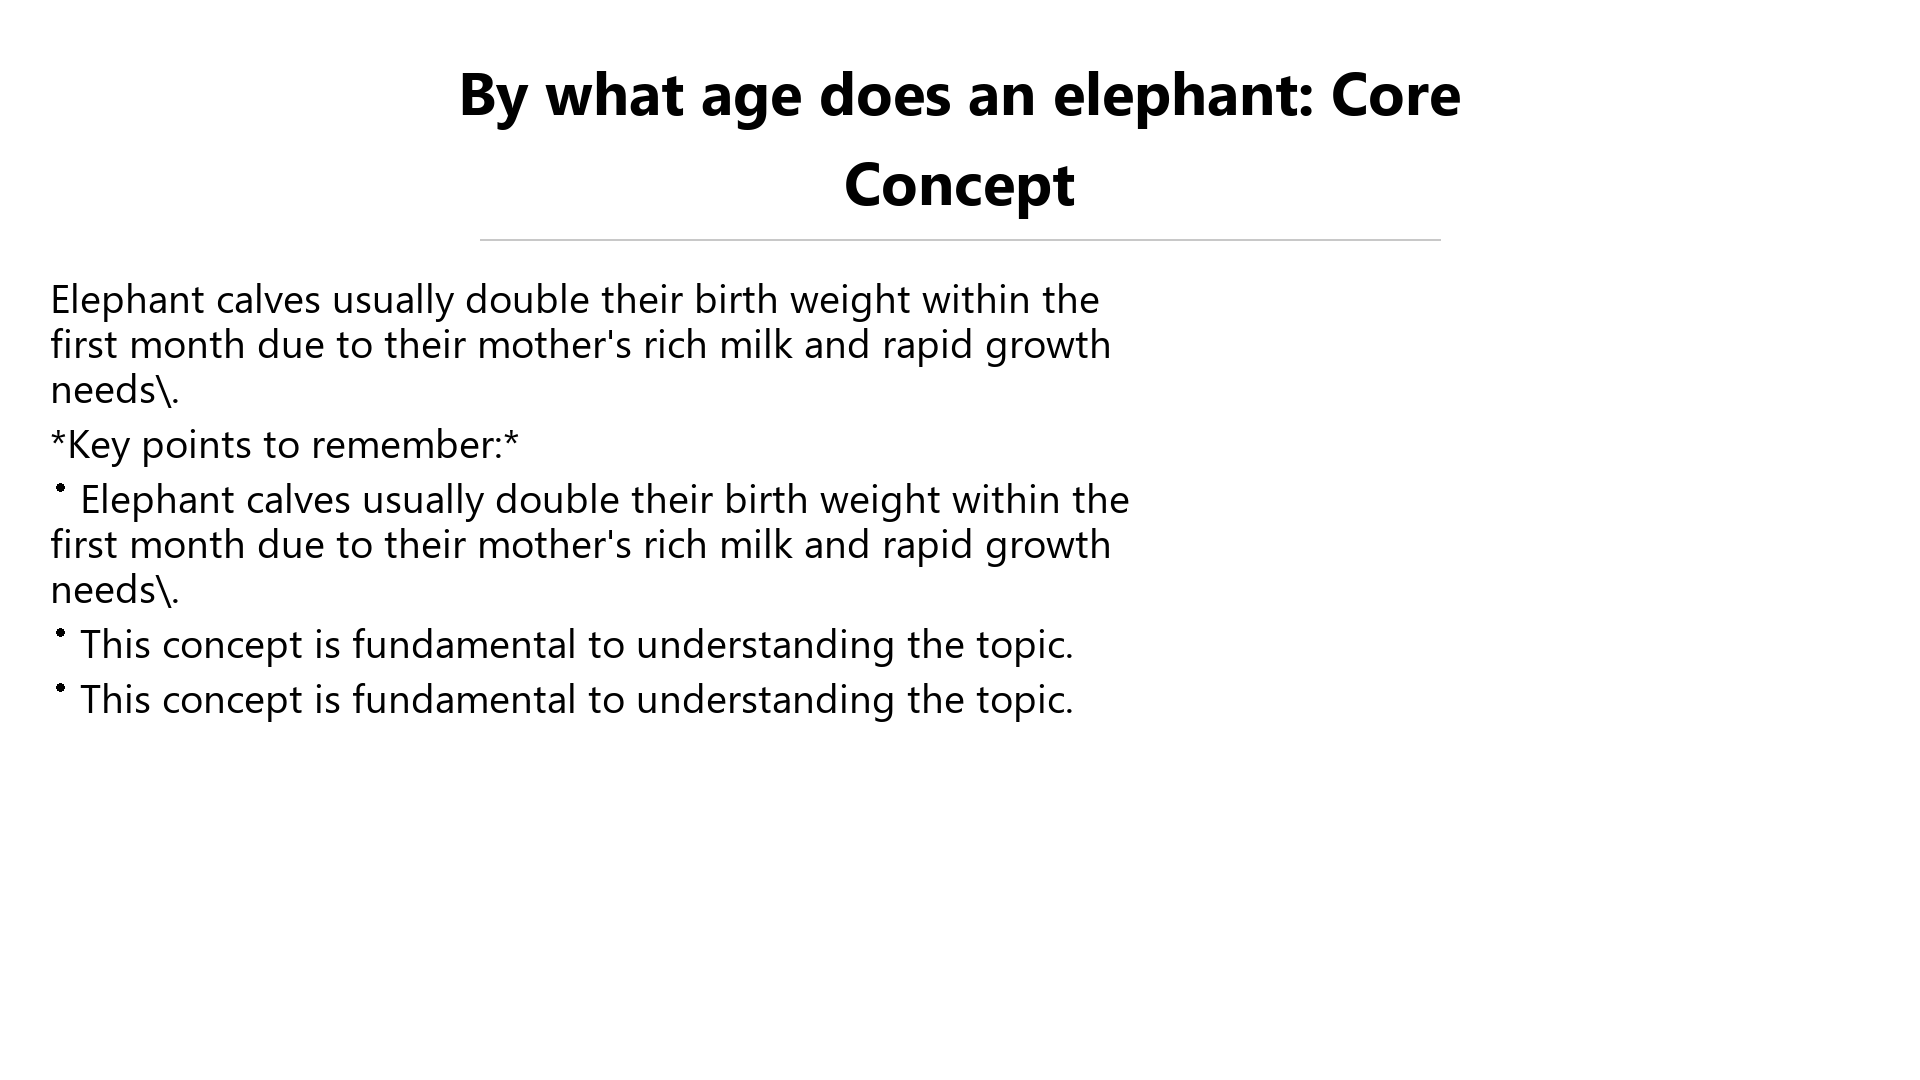 By what age does an elephant: Core
Concept
Elephant calves usually double their birth weight within the
first month due to their mother's rich milk and rapid growth
needs\.
*Key points to remember:*
• Elephant calves usually double their birth weight within the
first month due to their mother's rich milk and rapid growth
needs\.
• This concept is fundamental to understanding the topic.
• This concept is fundamental to understanding the topic.